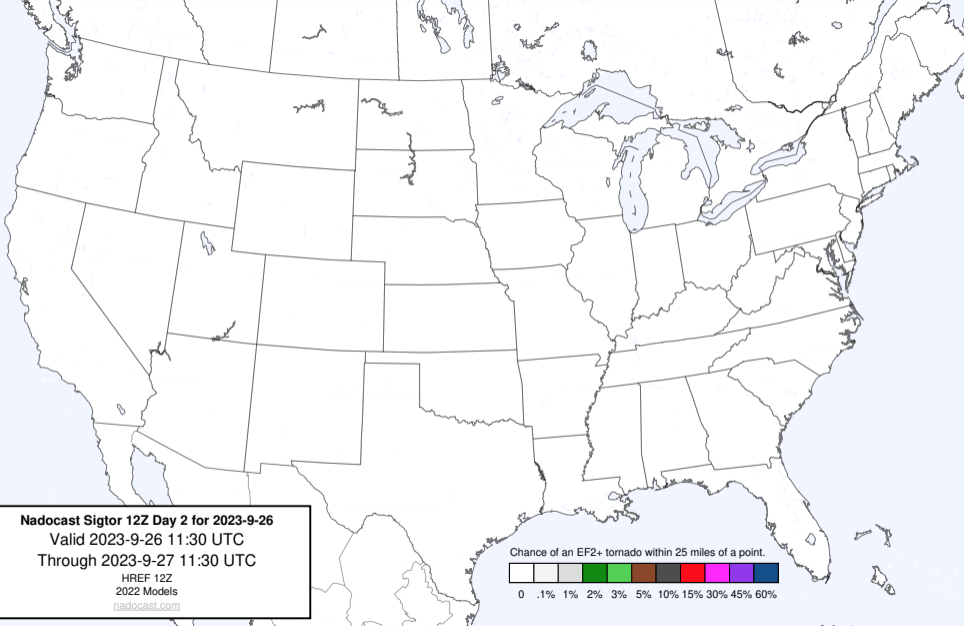 Nadocast Sigtor 12Z Day 2 for 2023-9-26
Valid 2023-9-26 11:30 UTC
Through 2023-9-27 11:30 UTC
HREF 12Z
2022 Models
nadocast.com
Chance of an EF2+ tornado within 25 miles of a point.
0 .1% 1% 2% 3% 5% 10% 15% 30% 45% 60%